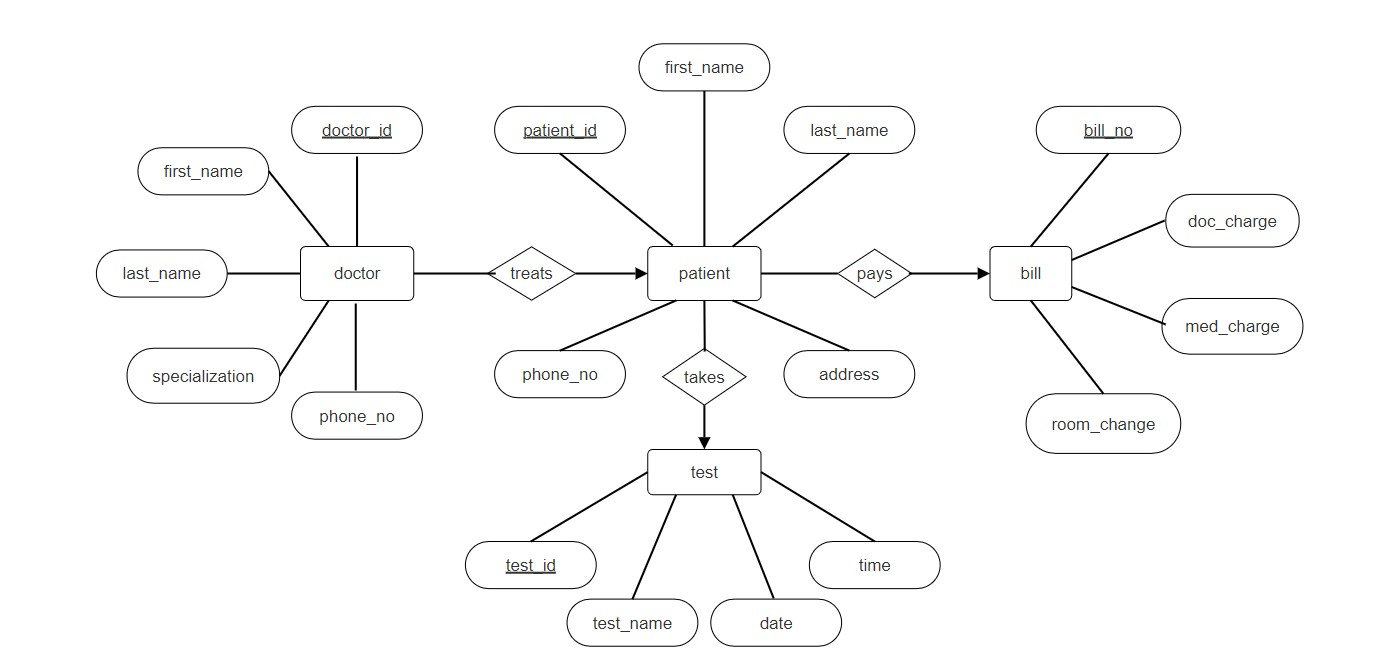 first_name
doctor_id
patient_id
last_name
bill_no
first_name
doc_charge
last_name
doctor
treats
patient
pays
bill
med_charge
specialization
phone_no
takes
address
phone_no
room_change
test
test_id
time
test_name
date